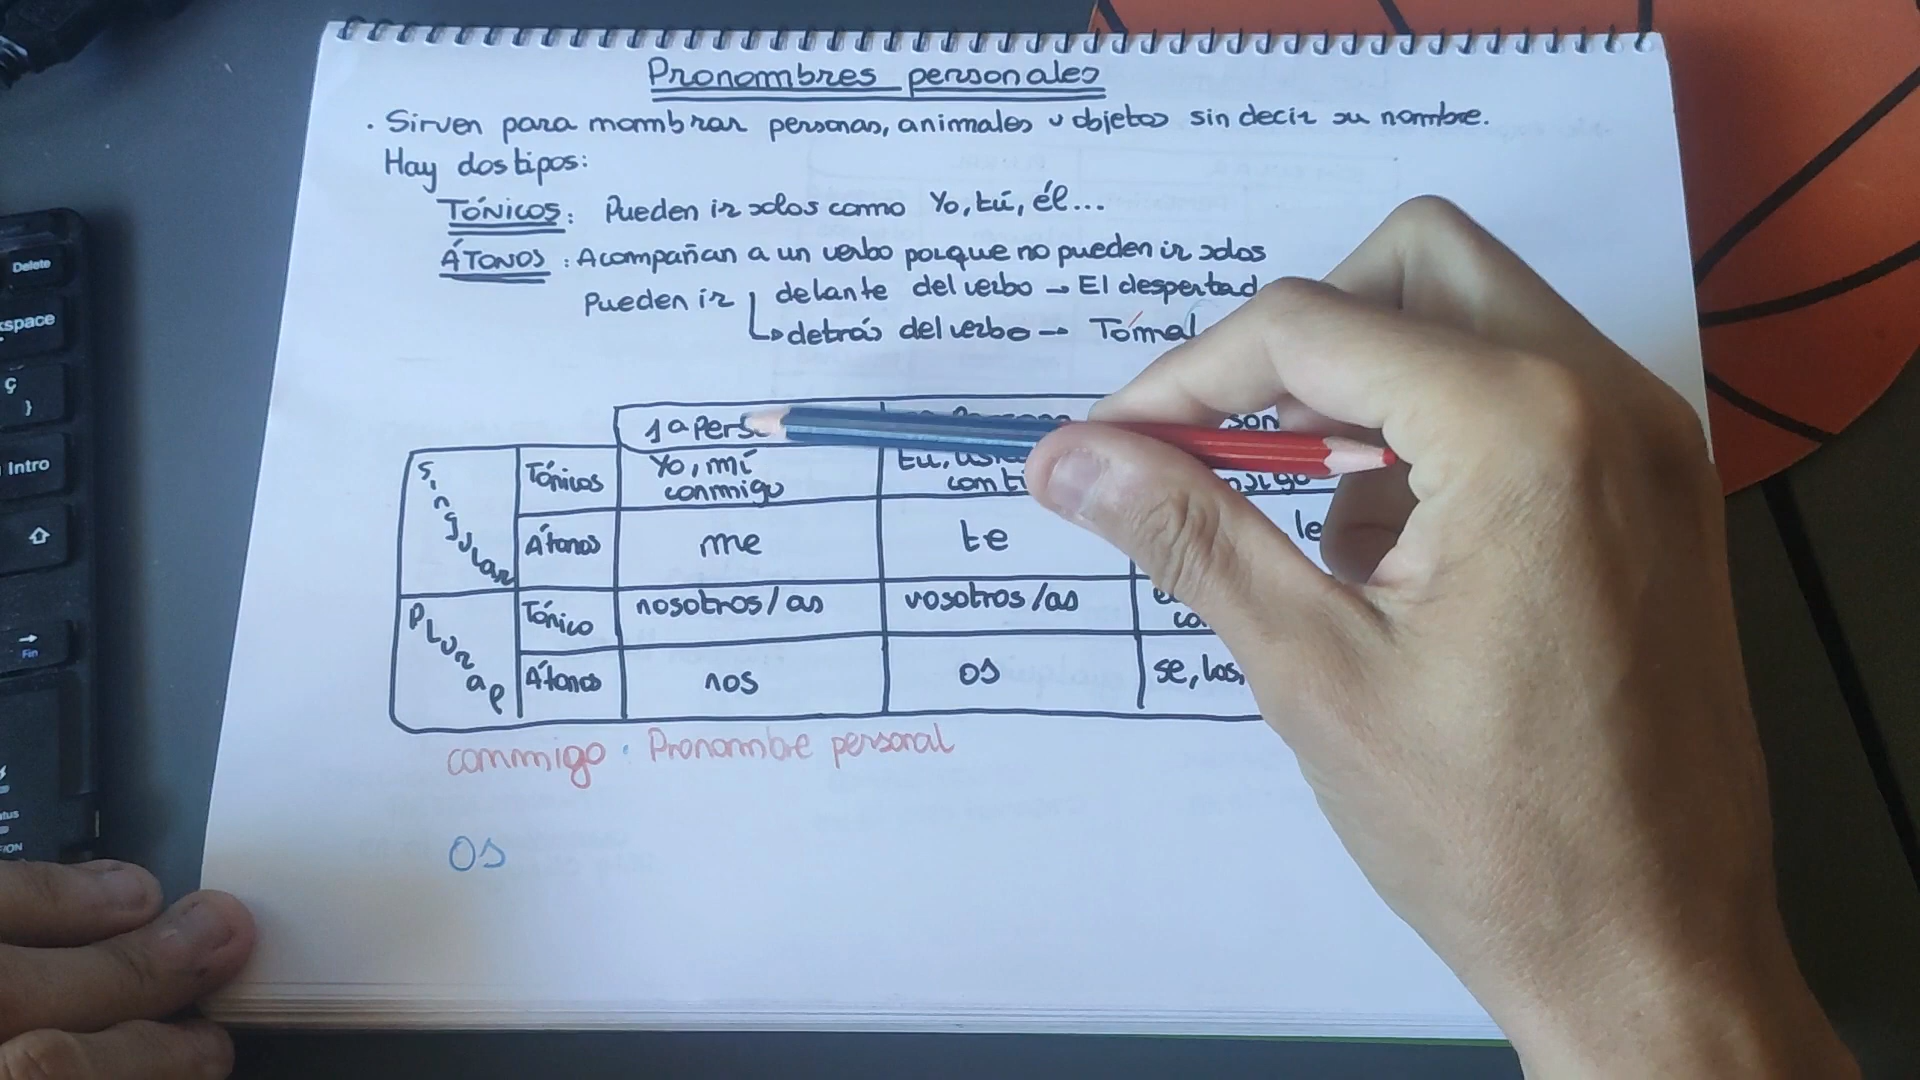 Pronombres personales
. Sirven para nombrar personas, animales u objetos sin decir su nombre.
Hay dos tipos:
TÓNICOS: Pueden ir solos como Yo, tú, él...
ÁTONOS: Acompañan a un verbo porque no pueden ir solos
Pueden ir delante del verbo → El despertad
detrás del verbo → Tómal
1ª Pers
Singular
Tónicos
Yo, mí
conmigo
Átonos
me
te
le
Plural
Tónico
nosotros/as
vosotros/as
Átonos
nos
os
se, los,
conmigo: Pronombre personal
os
Delete
Intro
ç
}
Fin